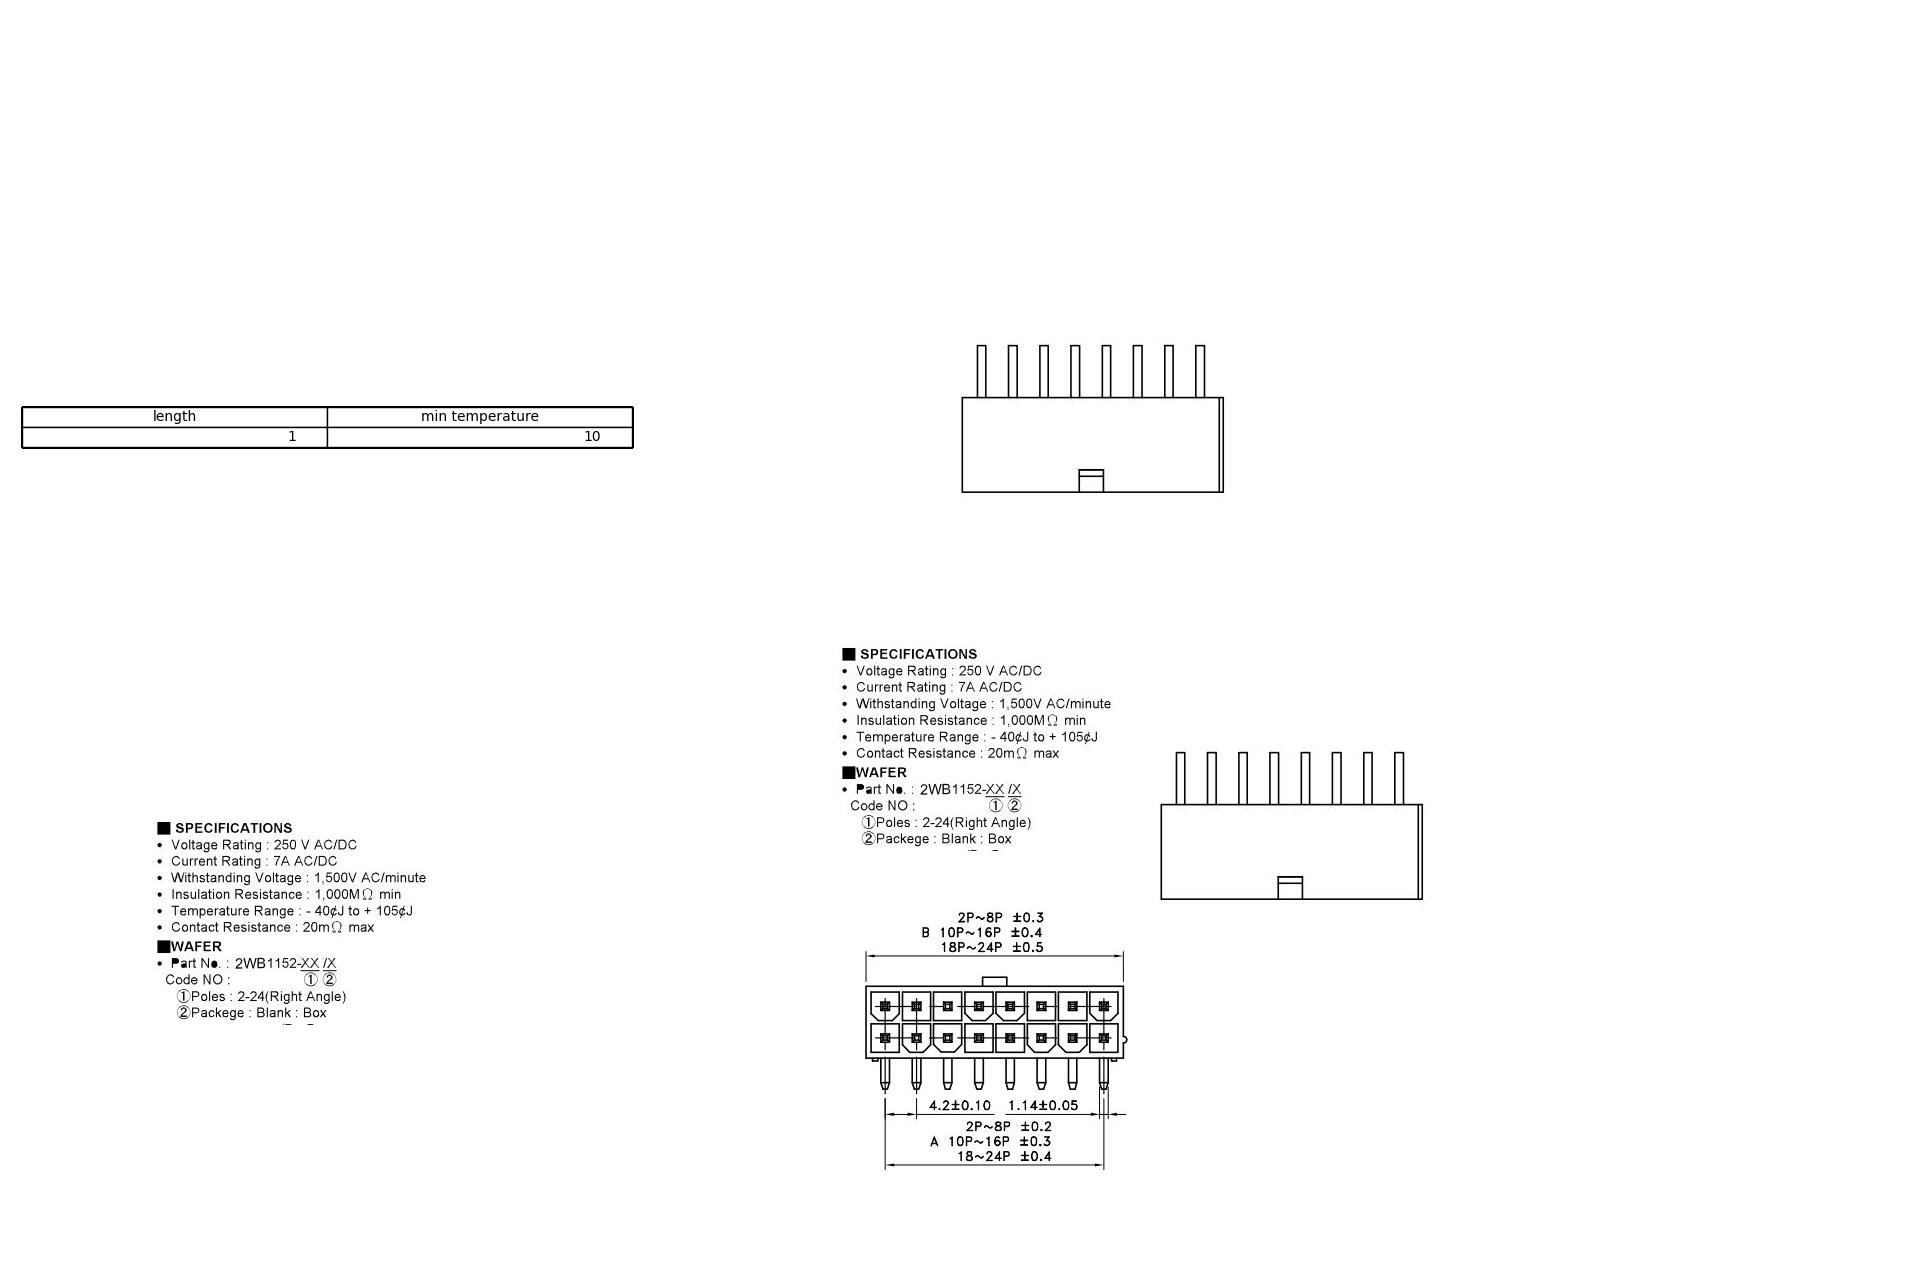 length min temperature
1 10
■ SPECIFICATIONS
• Voltage Rating : 250 V AC/DC
• Current Rating : 7A AC/DC
• Withstanding Voltage : 1,500V AC/minute
• Insulation Resistance : 1,000MΩ min
• Temperature Range : - 40¢J to + 105¢J
• Contact Resistance : 20mΩ max
■WAFER
• Part No. : 2WB1152-XX /X
Code NO : ① ②
①Poles : 2-24(Right Angle)
②Packege : Blank : Box
■ SPECIFICATIONS
• Voltage Rating : 250 V AC/DC
• Current Rating : 7A AC/DC
• Withstanding Voltage : 1,500V AC/minute
• Insulation Resistance : 1,000MΩ min
• Temperature Range : - 40¢J to + 105¢J
• Contact Resistance : 20mΩ max
■WAFER
• Part No. : 2WB1152-XX /X
Code NO : ① ②
①Poles : 2-24(Right Angle)
②Packege : Blank : Box
2P~8P ±0.3
B 10P~16P ±0.4
18P~24P ±0.5
4.2±0.10 1.14±0.05
2P~8P ±0.2
A 10P~16P ±0.3
18~24P ±0.4